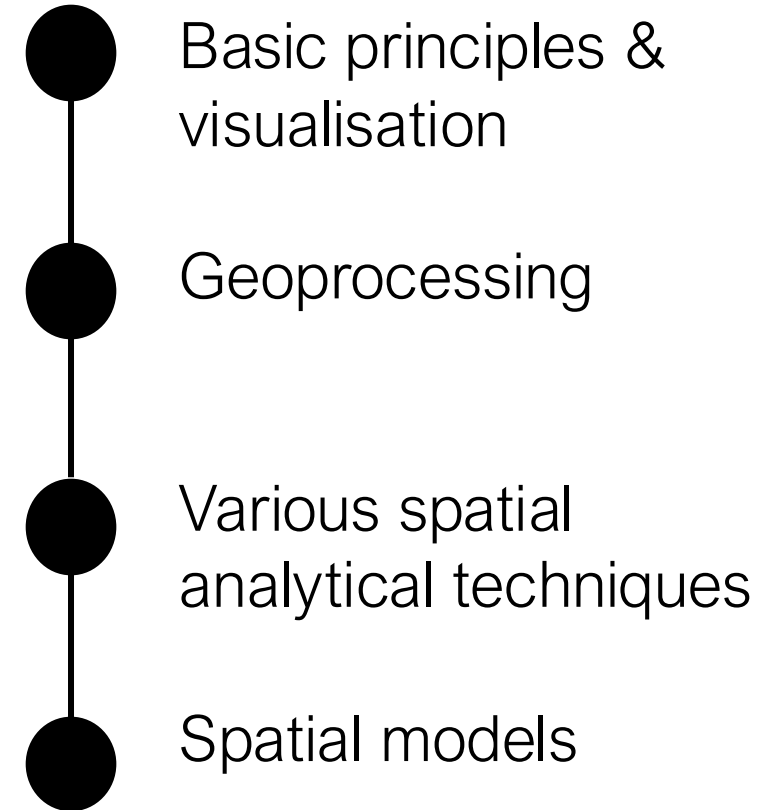 Basic principles &
visualisation
Geoprocessing
Various spatial
analytical techniques
Spatial models